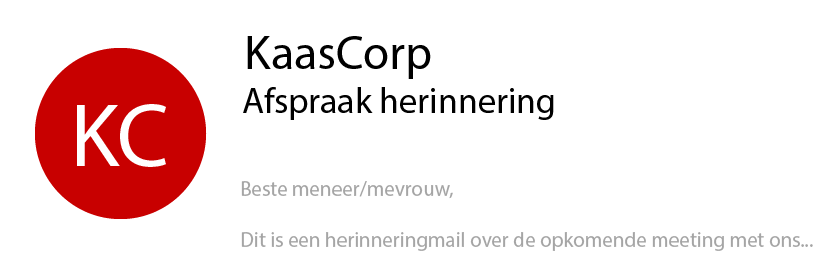 KC
KaasCorp
Afspraak herinnering
Beste meneer/mevrouw,
Dit is een herinneringmail over de opkomende meeting met ons...